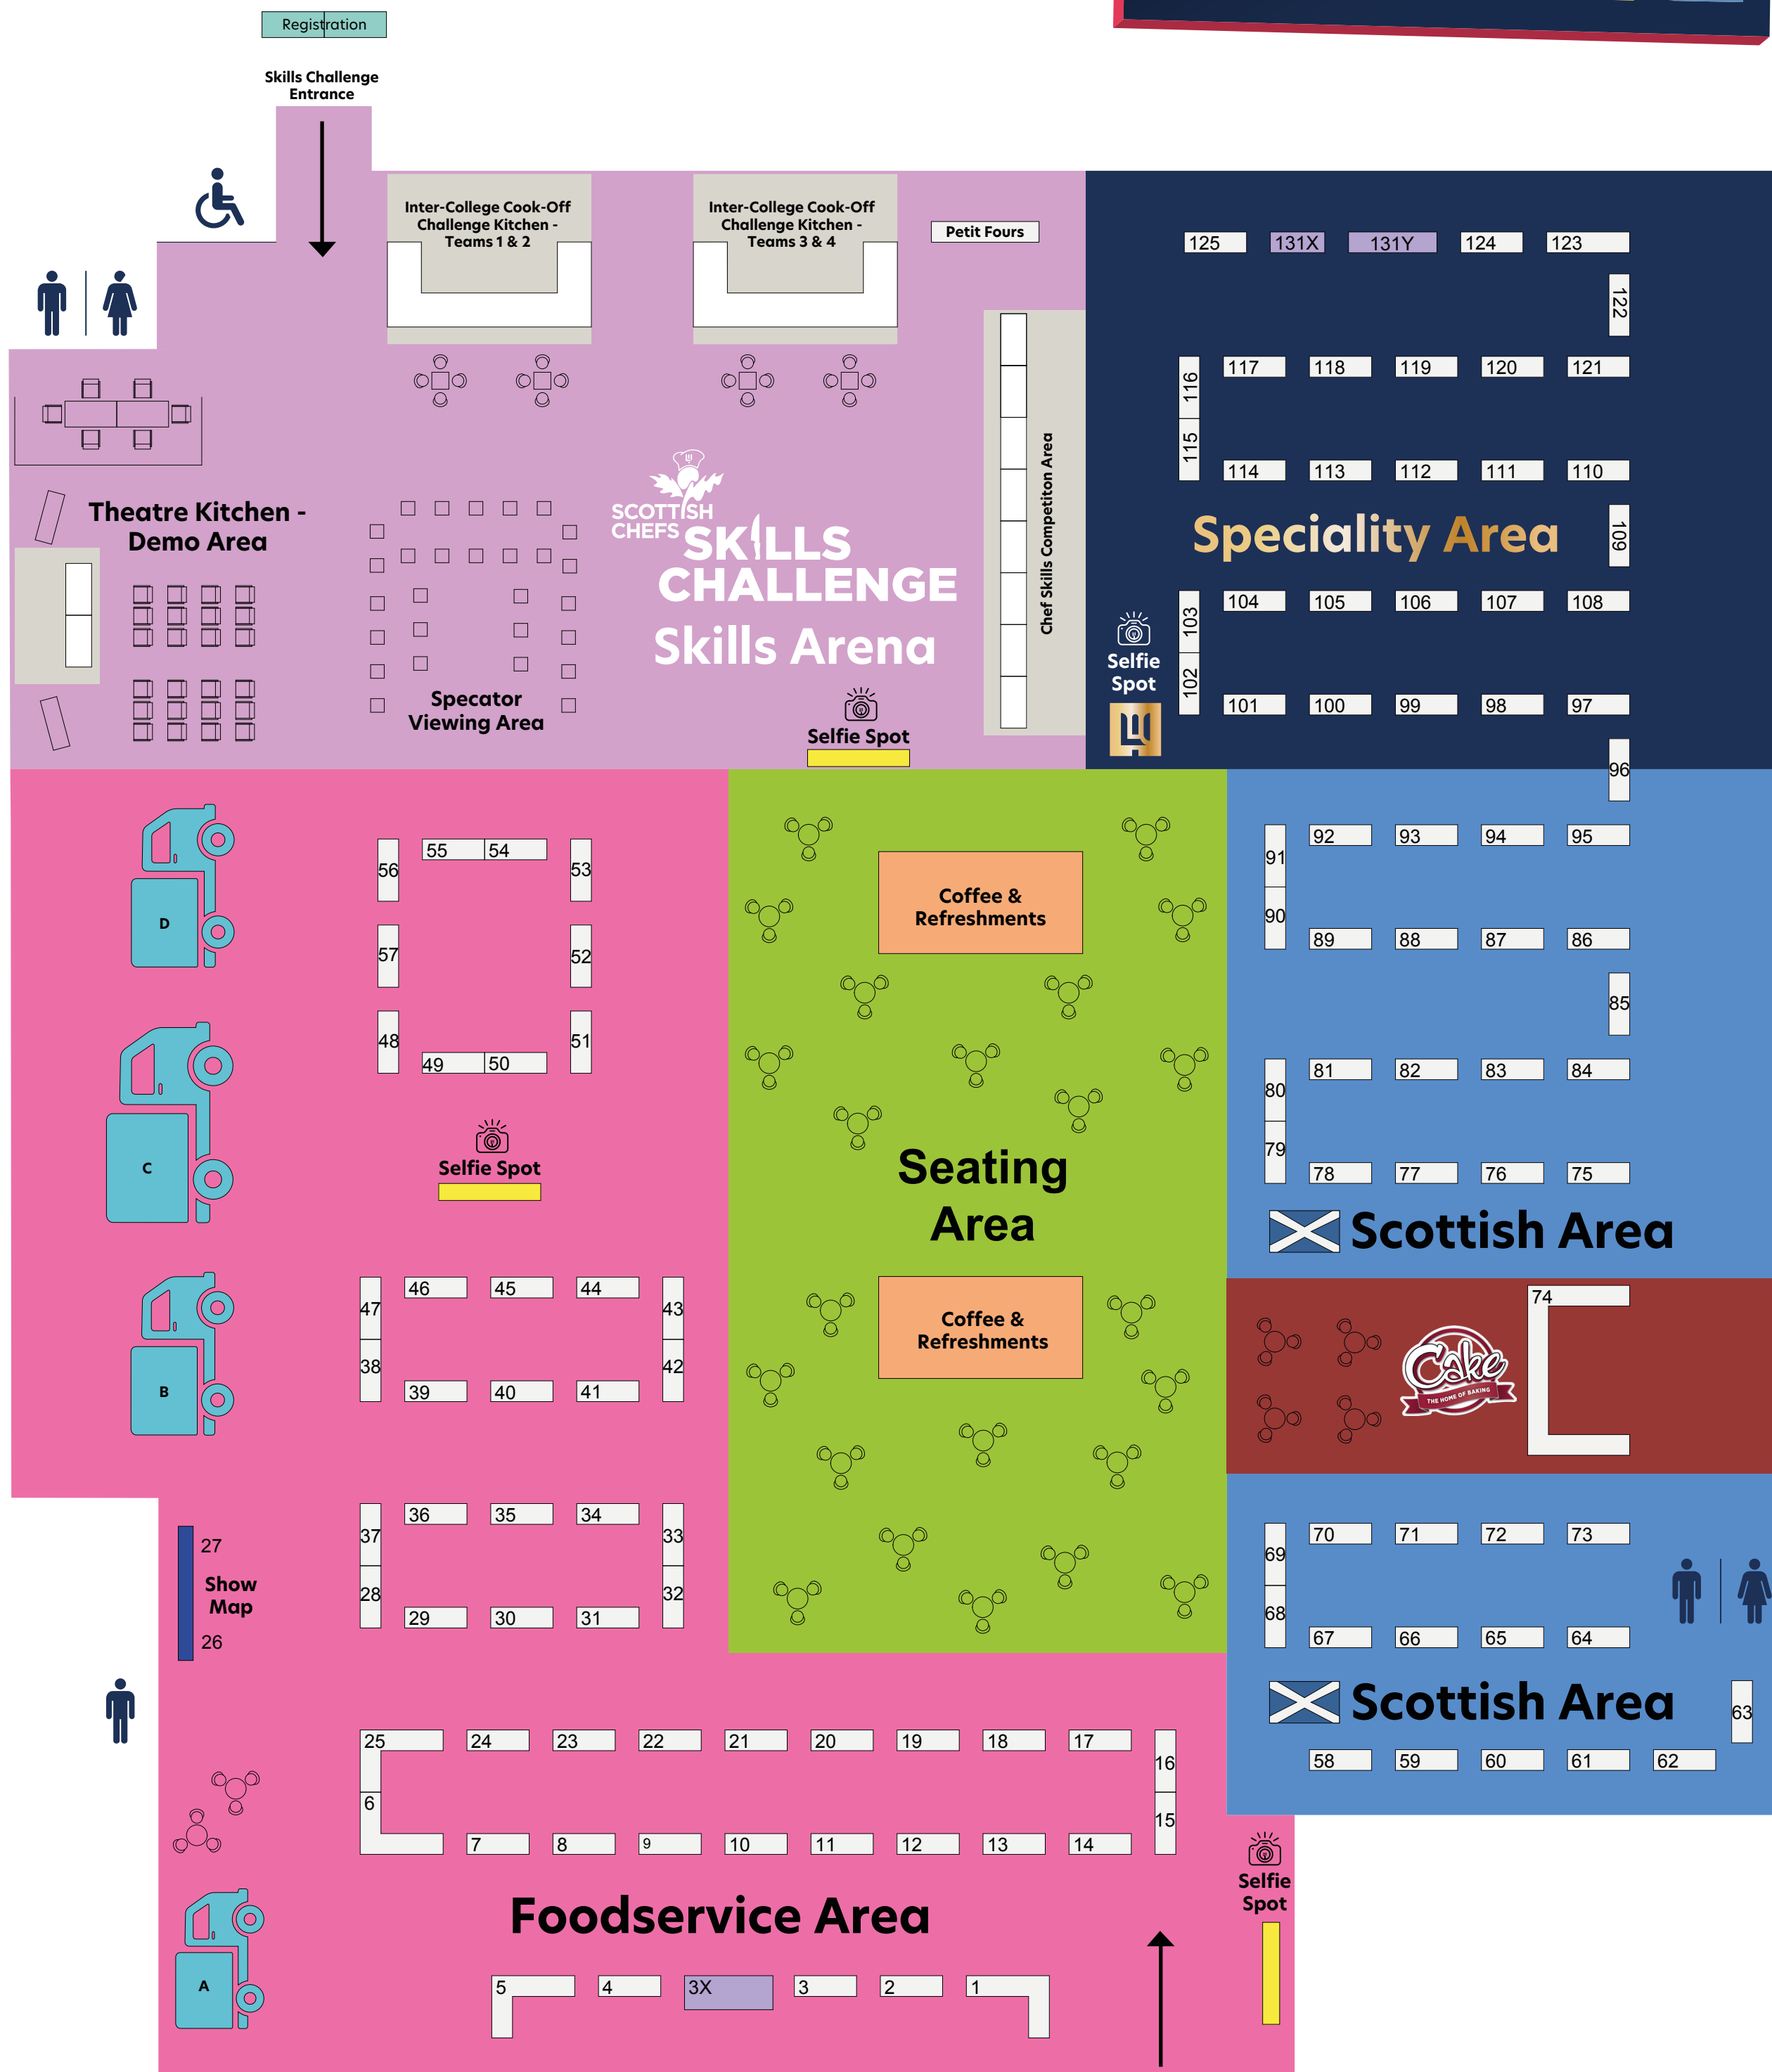 Registration
Skills Challenge
Entrance
Inter-College Cook-Off
Challenge Kitchen -
Teams 1 & 2
Inter-College Cook-Off
Challenge Kitchen -
Teams 3 & 4
Petit Fours
Chef Skills Competiton Area
Theatre Kitchen -
Demo Area
SCOTTISH
CHEFS
SKILLS
CHALLENGE
Skills Arena
Specator
Viewing Area
Selfie Spot
125 131X 131Y 124 123
122
116
117 118 119 120 121
115
114 113 112 111 110
Speciality Area
109
103
104 105 106 107 108
Selfie
Spot
102
101 100 99 98 97
96
D
56
55 54
53
57
52
48
49 50
51
C
Selfie Spot
47
46 45 44
43
38
39 40 41
42
B
37
36 35 34
33
28
29 30 31
32
27
Show
Map
26
Coffee &
Refreshments
Seating
Area
Coffee &
Refreshments
91
92 93 94 95
90
89 88 87 86
85
80
81 82 83 84
79
78 77 76 75
Scottish Area
74
Cake
THE HOME OF BAKING
69
70 71 72 73
68
67 66 65 64
Scottish Area
63
58 59 60 61 62
25 24 23 22 21 20 19 18 17
16
6
15
7 8 9 10 11 12 13 14
Foodservice Area
Selfie
Spot
A
5 4 3X 3 2 1